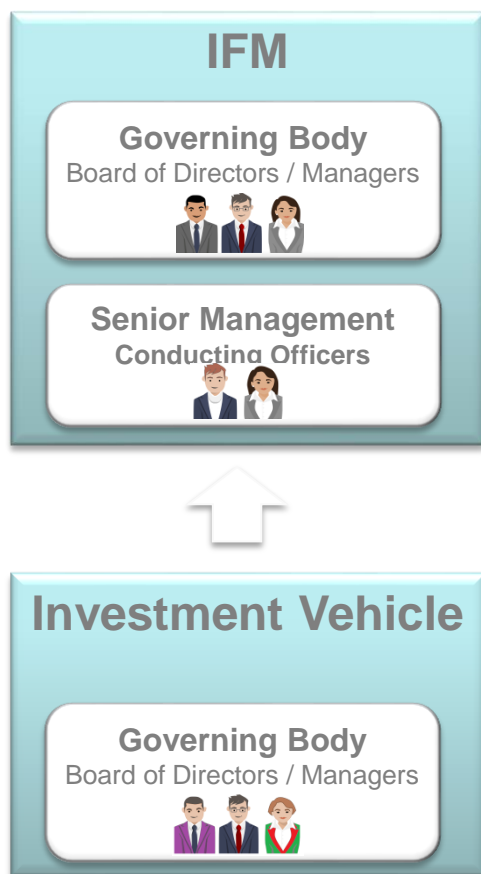 IFM
Governing Body
Board of Directors / Managers
Senior Management
Conducting Officers
Investment Vehicle
Governing Body
Board of Directors / Managers